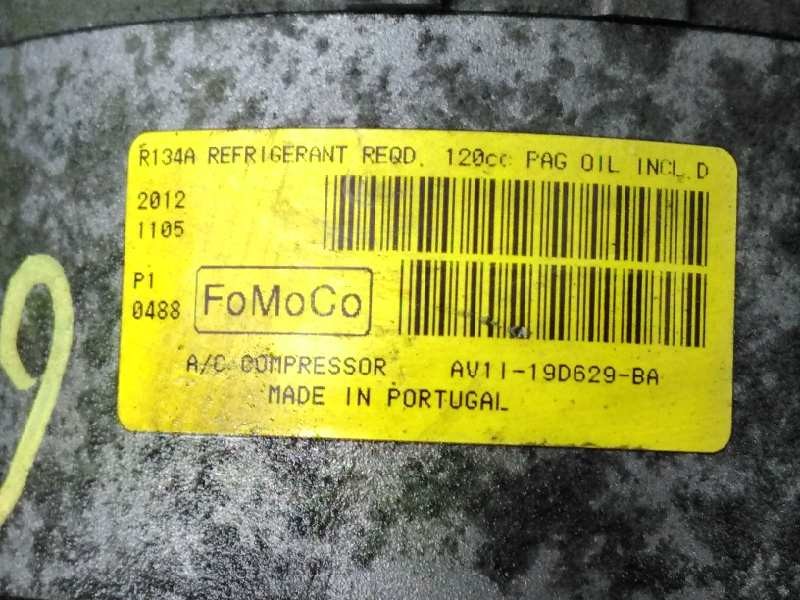 R134A REFRIGERANT REQD. 120cc PAG OIL INCL.D
2012
1105
P1
0488
FoMoCo
A/C COMPRESSOR AV11-19D629-BA
MADE IN PORTUGAL